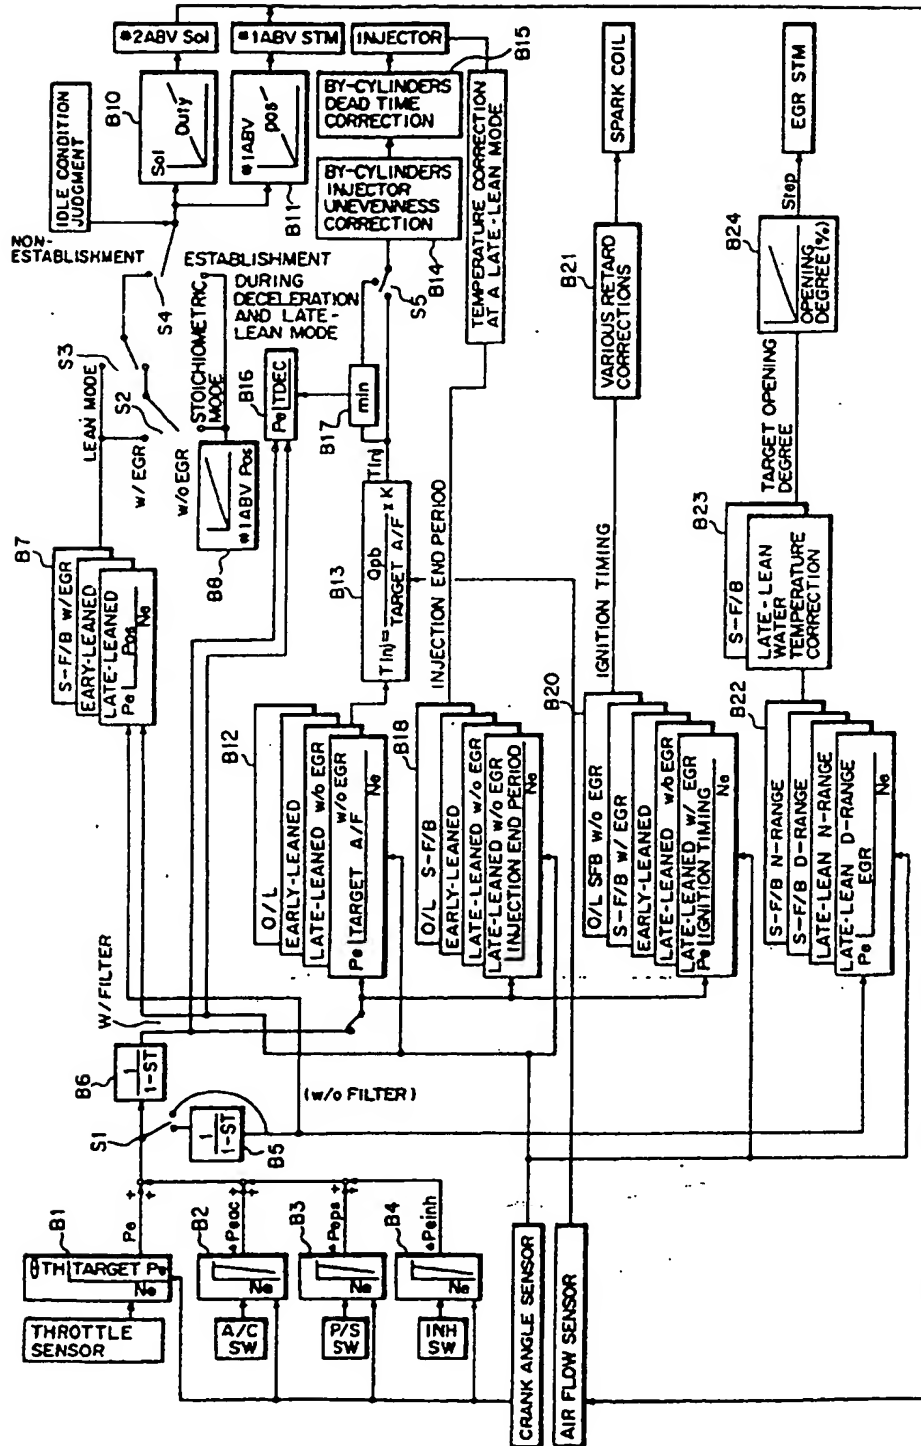 THROTTLE
SENSOR
B1
θTH TARGET Pe
Ne
Pe
A/C
SW
B2
Ne
ΔPeac
P/S
SW
B3
Ne
ΔPeps
INH
SW
B4
Ne
ΔPeinh
CRANK ANGLE SENSOR
AIR FLOW SENSOR
S1
1
1-ST
B5
B6
1
1-ST
W/FILTER
(w/o FILTER)
B7
S-F/B w/EGR
EARY-LEANED
LATE-LEANED
Pe Pos
Ne
B8
#1ABV Pos
LEAN MODE
w/ EGR
w/o EGR
S2
S3
S4
STOICHIOMETRIC
MODE
NON-
ESTABLISHMENT
ESTABLISHMENT
DURING
DECELERATION
AND LATE-
LEAN MODE
IDLE CONDITION
JUDGMENT
B10
Sol
Duty
#2ABV Sol
B11
#1ABV
pos
#1ABV STM
B12
O/L
EARLY-LEANED
LATE-LEANED w/o EGR
w/o EGR
Pe TARGET A/F
Ne
B13
Tinj = Qpb / TARGET A/F x K
Tinj
B16
Pe TDEC
B17
min
S5
B14
BY-CYLINDERS
INJECTOR
UNEVENNESS
CORRECTION
BY-CYLINDERS
DEAD TIME
CORRECTION
B15
INJECTOR
B18
O/L S-F/B
EARLY-LEANED
LATE-LEANED w/o EGR
LATE-LEANED w/o EGR
INJECTION END PERIOD
Ne
INJECTION END PERIOD
TEMPERATURE CORRECTION
AT A LATE-LEAN MODE
B20
O/L SFB w/o EGR
S-F/B w/ EGR
EARLY-LEANED
LATE-LEANED w/o EGR
LATE-LEANED w/ EGR
Pe IGNITION TIMING
Ne
IGNITION TIMING
B21
VARIOUS RETARD
CORRECTIONS
SPARK COIL
B22
S-F/B N-RANGE
S-F/B D-RANGE
LATE-LEAN N-RANGE
LATE-LEAN D-RANGE
Pe EGR
Ne
B23
S-F/B
LATE-LEAN
WATER
TEMPERATURE
CORRECTION
TARGET OPENING
DEGREE
B24
OPENING
DEGREE(%)
Step
EGR STM